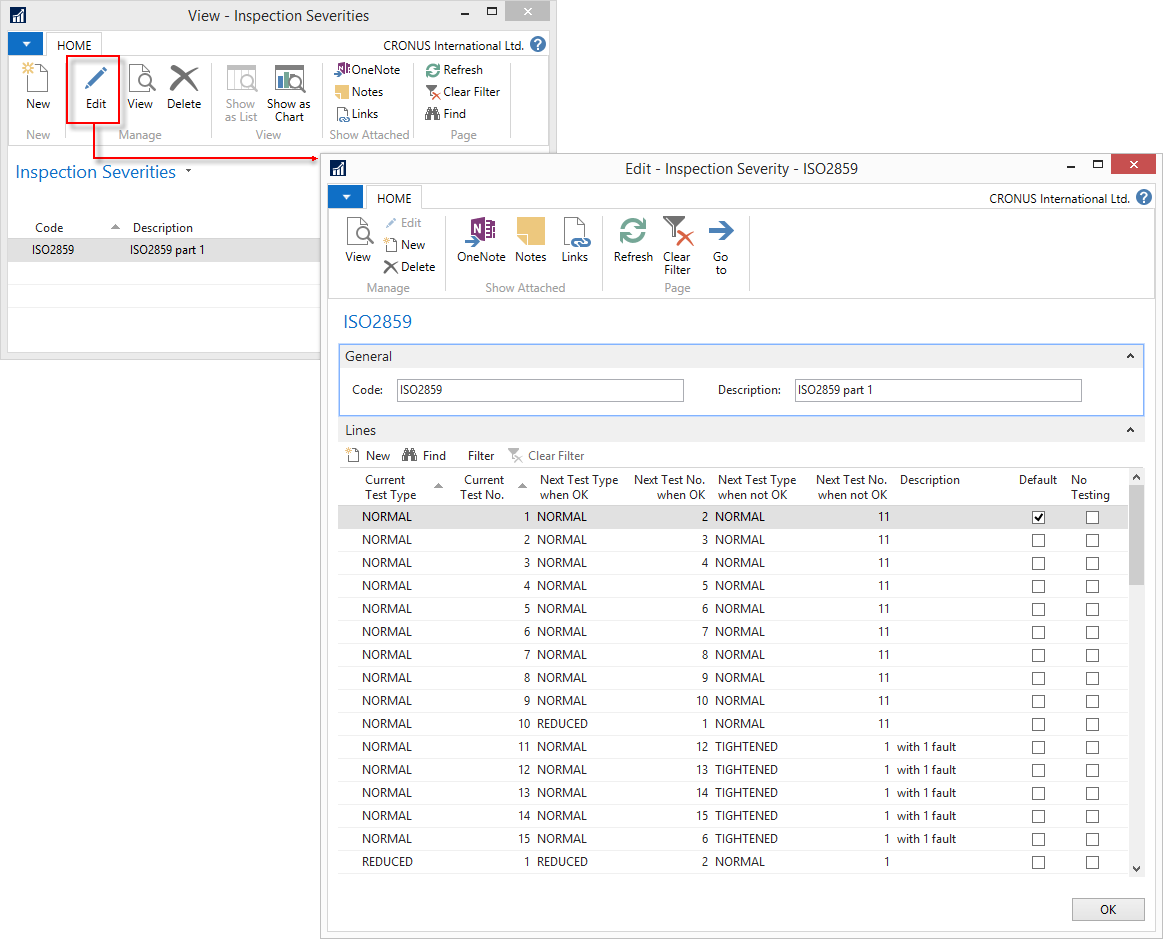 View - Inspection Severities
HOME
CRONUS International Ltd.
?
New
Edit
View
Delete
Show as List
Show as Chart
OneNote
Notes
Links
Refresh
Clear Filter
Find
New
Manage
View
Show Attached
Page
Inspection Severities
Code Description
ISO2859 ISO2859 part 1
Edit - Inspection Severity - ISO2859
HOME
CRONUS International Ltd.
?
View
Edit
New
Delete
OneNote
Notes
Links
Refresh
Clear Filter
Go to
Manage
Show Attached
Page
ISO2859
General
Code: ISO2859 Description: ISO2859 part 1
Lines
New Find Filter Clear Filter
Current Test Type Current Test No. Next Test Type when OK Next Test No. when OK Next Test Type when not OK Next Test No. when not OK Description Default No Testing
NORMAL 1 NORMAL 2 NORMAL 11
NORMAL 2 NORMAL 3 NORMAL 11
NORMAL 3 NORMAL 4 NORMAL 11
NORMAL 4 NORMAL 5 NORMAL 11
NORMAL 5 NORMAL 6 NORMAL 11
NORMAL 6 NORMAL 7 NORMAL 11
NORMAL 7 NORMAL 8 NORMAL 11
NORMAL 8 NORMAL 9 NORMAL 11
NORMAL 9 NORMAL 10 NORMAL 11
NORMAL 10 REDUCED 1 NORMAL 11
NORMAL 11 NORMAL 12 TIGHTENED 1 with 1 fault
NORMAL 12 NORMAL 13 TIGHTENED 1 with 1 fault
NORMAL 13 NORMAL 14 TIGHTENED 1 with 1 fault
NORMAL 14 NORMAL 15 TIGHTENED 1 with 1 fault
NORMAL 15 NORMAL 6 TIGHTENED 1 with 1 fault
REDUCED 1 REDUCED 2 NORMAL 1
OK